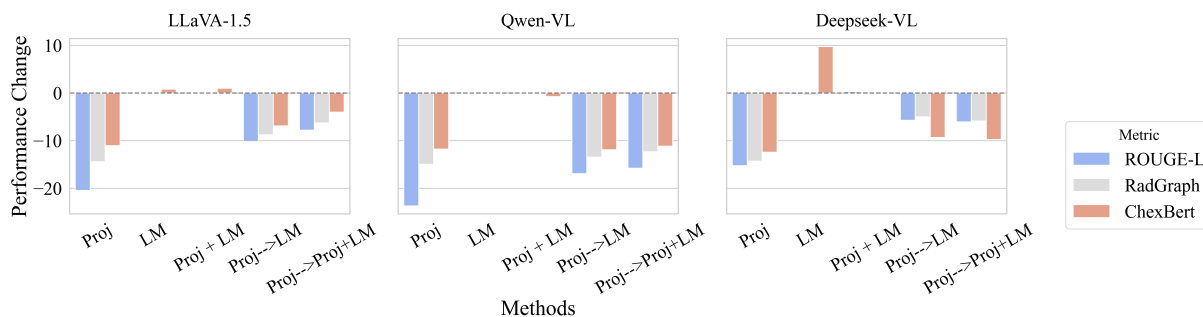 LLaVA-1.5
Qwen-VL
Deepseek-VL
Performance Change
10
0
−10
−20
Proj
LM
Proj + LM
Proj-->LM
Proj-->Proj+LM
Proj
LM
Proj + LM
Proj-->LM
Proj-->Proj+LM
Proj
LM
Proj + LM
Proj-->LM
Proj-->Proj+LM
Methods
Metric
ROUGE-L
RadGraph
ChexBert